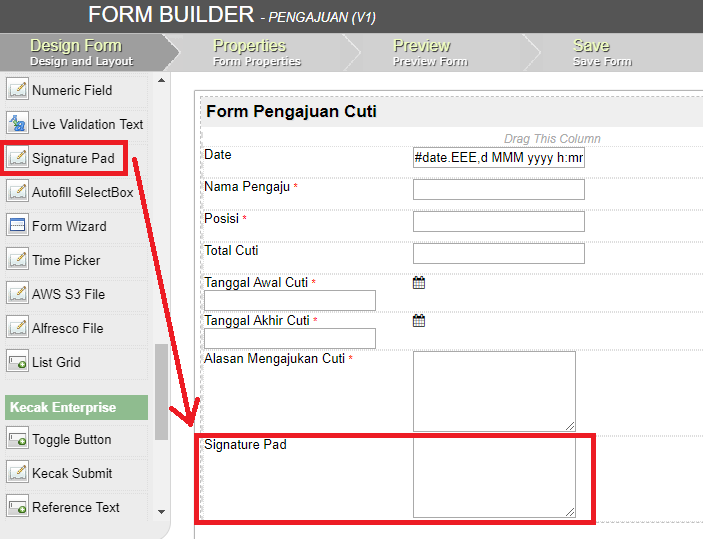 FORM BUILDER - PENGAJUAN (V1)
Design Form
Design and Layout
Properties
Form Properties
Preview
Preview Form
Save
Save Form
Numeric Field
Live Validation Text
Signature Pad
Autofill SelectBox
Form Wizard
Time Picker
AWS S3 File
Alfresco File
List Grid
Kecak Enterprise
Toggle Button
Kecak Submit
Reference Text
Form Pengajuan Cuti
Drag This Column
Date #date.EEE,d MMM yyyy h:mr
Nama Pengaju *
Posisi *
Total Cuti
Tanggal Awal Cuti *
Tanggal Akhir Cuti *
Alasan Mengajukan Cuti *
Signature Pad